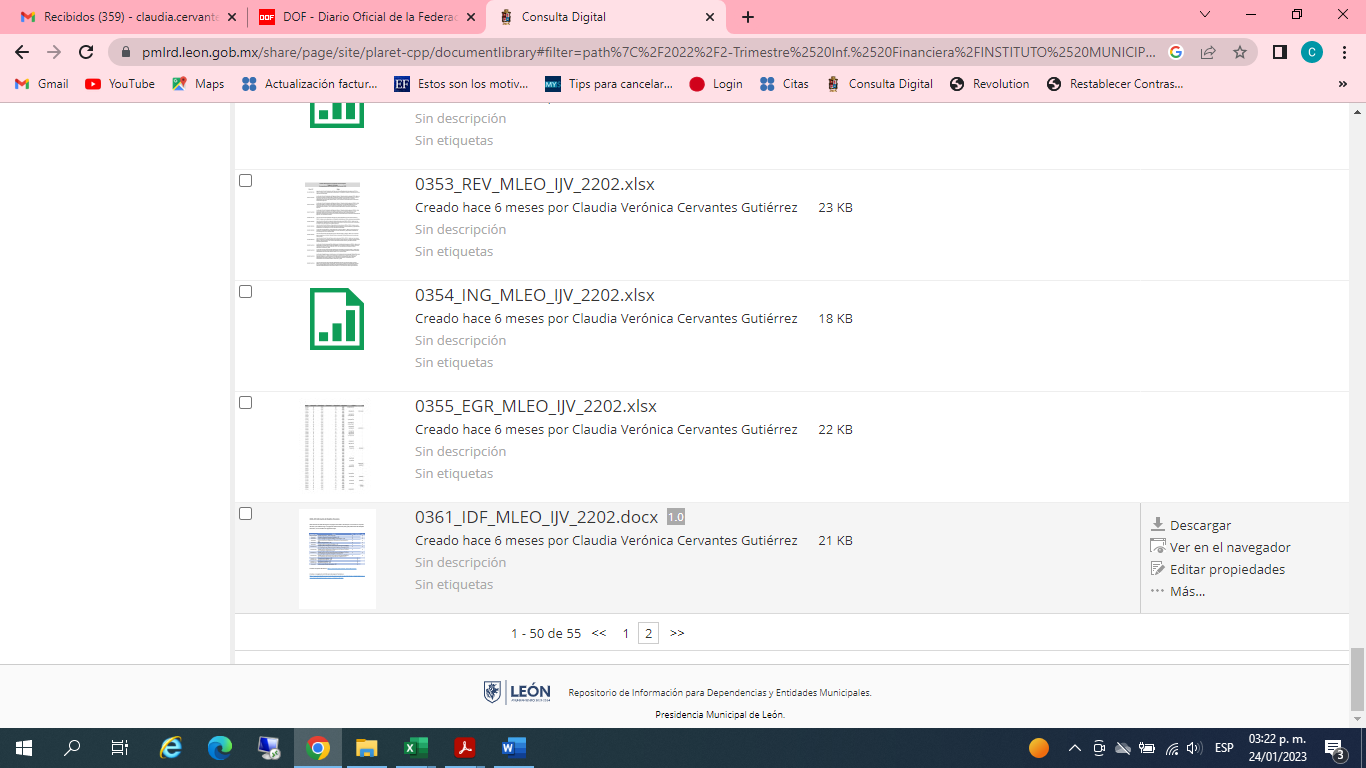 Recibidos (359) - claudia.cervante
DOF - Diario Oficial de la Federac
Consulta Digital
pmlrd.leon.gob.mx/share/page/site/plaret-cpp/documentlibrary#filter=path%7C%2F2022%2F2-Trimestre%2520Inf.%2520Financiera%2FINSTITUTO%2520MUNICIP...
C
Gmail
YouTube
Maps
Actualización factur...
Estos son los motiv...
Tips para cancelar...
Login
Citas
Consulta Digital
Revolution
Restablecer Contras...
»
Sin descripción
Sin etiquetas
0353_REV_MLEO_IJV_2202.xlsx
Creado hace 6 meses por Claudia Verónica Cervantes Gutiérrez 23 KB
Sin descripción
Sin etiquetas
0354_ING_MLEO_IJV_2202.xlsx
Creado hace 6 meses por Claudia Verónica Cervantes Gutiérrez 18 KB
Sin descripción
Sin etiquetas
0355_EGR_MLEO_IJV_2202.xlsx
Creado hace 6 meses por Claudia Verónica Cervantes Gutiérrez 22 KB
Sin descripción
Sin etiquetas
0361_IDF_MLEO_IJV_2202.docx 1.0
Creado hace 6 meses por Claudia Verónica Cervantes Gutiérrez 21 KB
Sin descripción
Sin etiquetas
Descargar
Ver en el navegador
Editar propiedades
Más...
1 - 50 de 55 << 1 2 >>
LEÓN
Repositorio de Información para Dependencias y Entidades Municipales.
Presidencia Municipal de León.
ESP
03:22 p. m.
24/01/2023
3